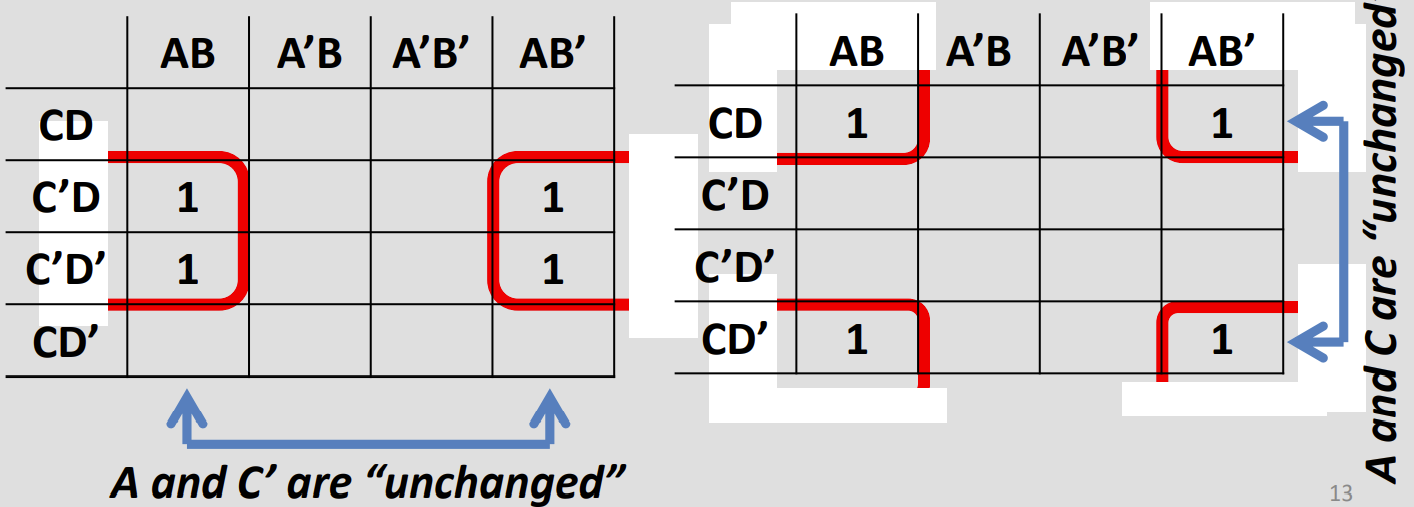 AB A’B A’B’ AB’
CD
C’D 1 1
C’D’ 1 1
CD’
A and C’ are “unchanged”
AB A’B A’B’ AB’
CD 1 1
C’D
C’D’
CD’ 1 1
A and C are “unchanged”
13